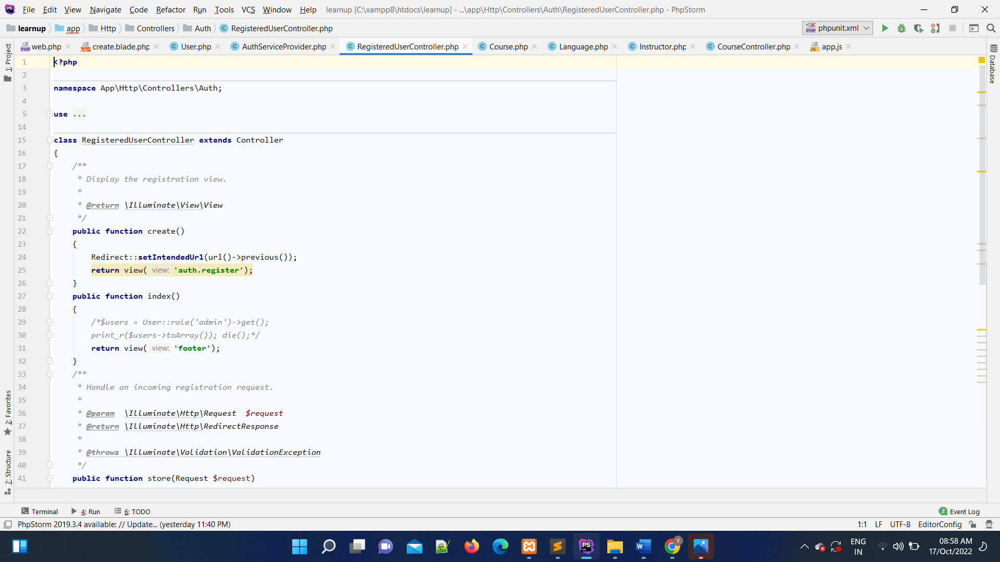 File Edit View Navigate Code Refactor Run Tools VCS Window Help learnup [C:\xampp8\htdocs\learnup] - ...\app\Http\Controllers\Auth\RegisteredUserController.php - PhpStorm
learnup app Http Controllers Auth RegisteredUserController.php phpunit.xml
web.php create.blade.php User.php AuthServiceProvider.php RegisteredUserController.php Course.php Language.php Instructor.php CourseController.php app.js
1: Project
Database
1 <?php
2
3 namespace App\Http\Controllers\Auth;
4
5 use ...
14
15 class RegisteredUserController extends Controller
16 {
17 /**
18 * Display the registration view.
19 *
20 * @return \Illuminate\View\View
21 */
22 public function create()
23 {
24 Redirect::setIntendedUrl(url()->previous());
25 return view( view: 'auth.register');
26 }
27 public function index()
28 {
29 /*$users = User::role('admin')->get();
30 print_r($users->toArray()); die();*/
31 return view( view: 'footer');
32 }
33 /**
34 * Handle an incoming registration request.
35 *
36 * @param \Illuminate\Http\Request $request
37 * @return \Illuminate\Http\RedirectResponse
38 *
39 * @throws \Illuminate\Validation\ValidationException
40 */
41 public function store(Request $request)
2: Favorites
7: Structure
Terminal 4: Run 6: TODO 2 Event Log
PhpStorm 2019.3.4 available: // Update... (yesterday 11:40 PM) 1:1 LF UTF-8 EditorConfig
ENG
IN
08:58 AM
17/Oct/2022